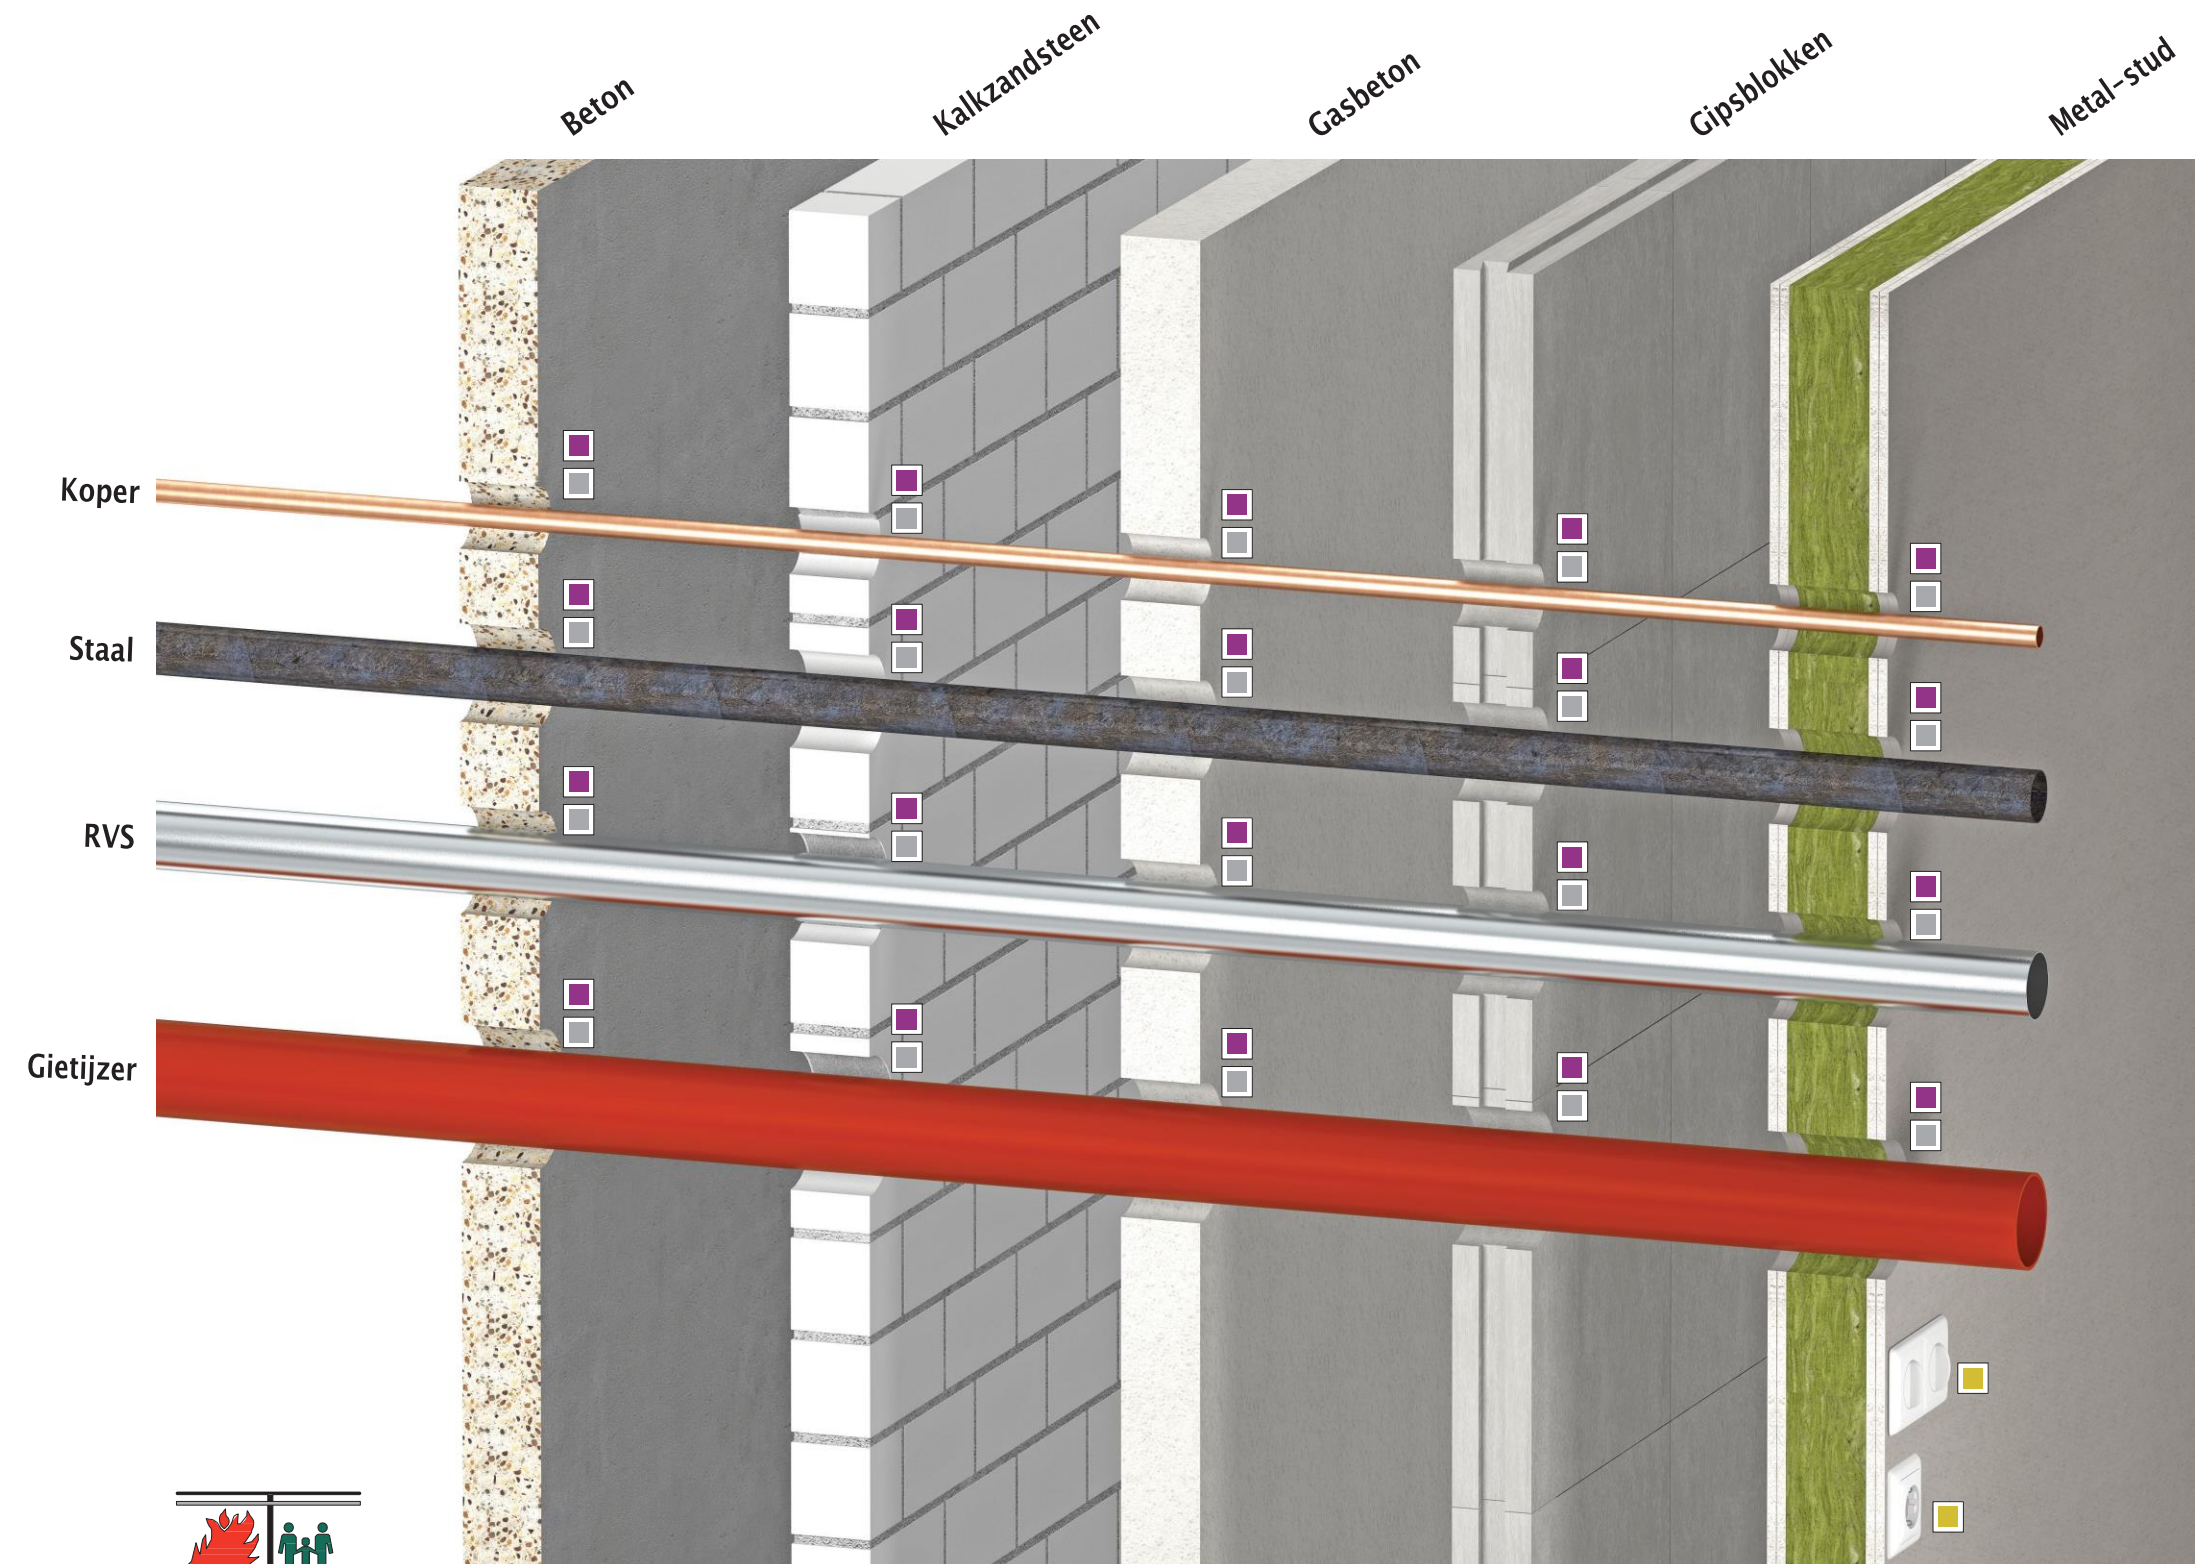 Beton
Kalkzandsteen
Gasbeton
Gipsblokken
Metal-stud
Koper
Staal
RVS
Gietijzer